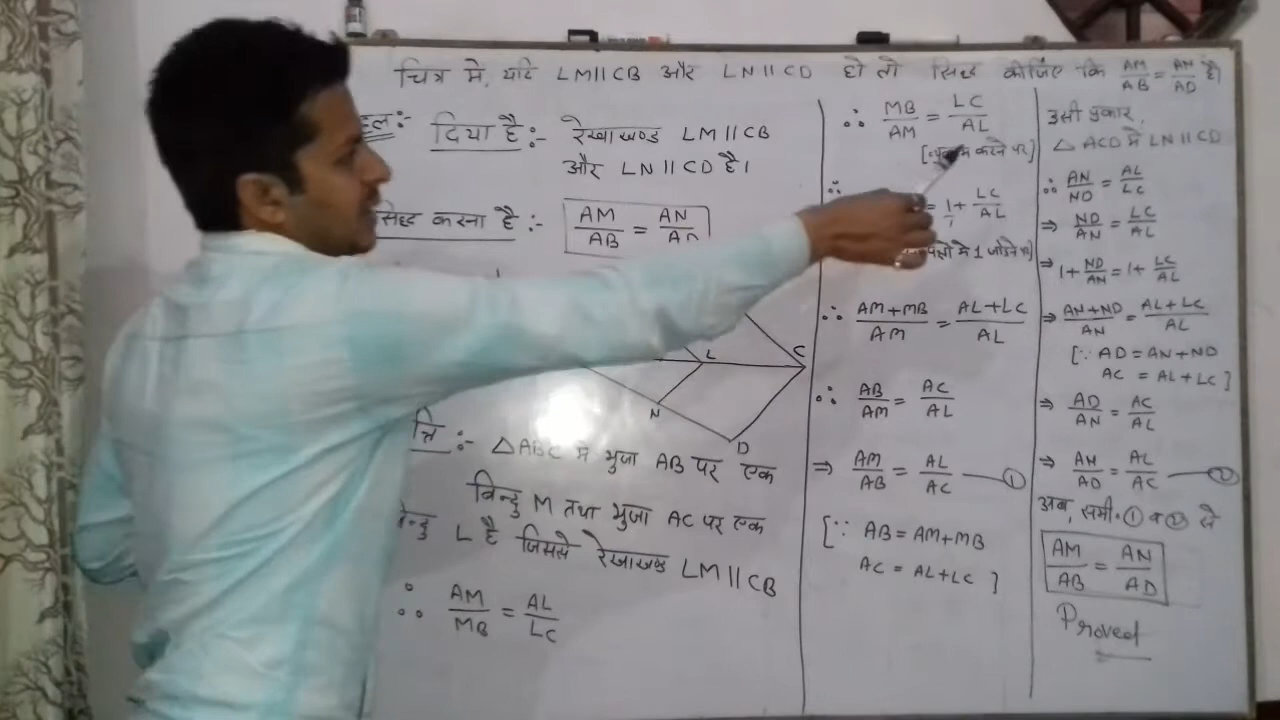 चित्र मे, यदि LM||CB और LN||CD हो तो सिद्ध कीजिए कि AM/AB = AN/AD है।
हल:-
दिया है:- रेखाखण्ड LM||CB
और LN||CD है।
सिद्ध करना है:- AM/AB = AN/AD
L
C
N
D
:- △ABC मे भुजा AB पर एक
बिन्दु M तथा भुजा AC पर एक
बिन्दु L है जिससे रेखाखण्ड LM||CB
∴ AM/MB = AL/LC
∴ MB/AM = LC/AL
करने पर]
∴
= 1 + LC/AL
मे 1 जोडने पर]
∴ AM+MB/AM = AL+LC/AL
∴ AB/AM = AC/AL
⇒ AM/AB = AL/AC — ①
[∵ AB = AM+MB
AC = AL+LC ]
उसी प्रकार,
△ ACD मे LN||CD
∴ AN/ND = AL/LC
⇒ ND/AN = LC/AL
⇒ 1+ND/AN = 1+LC/AL
⇒ AN+ND/AN = AL+LC/AL
[∵ AD = AN+ND
AC = AL+LC ]
⇒ AD/AN = AC/AL
⇒ AN/AD = AL/AC — ②
अब, समी. ① व ② से
AM/AB = AN/AD
Proved